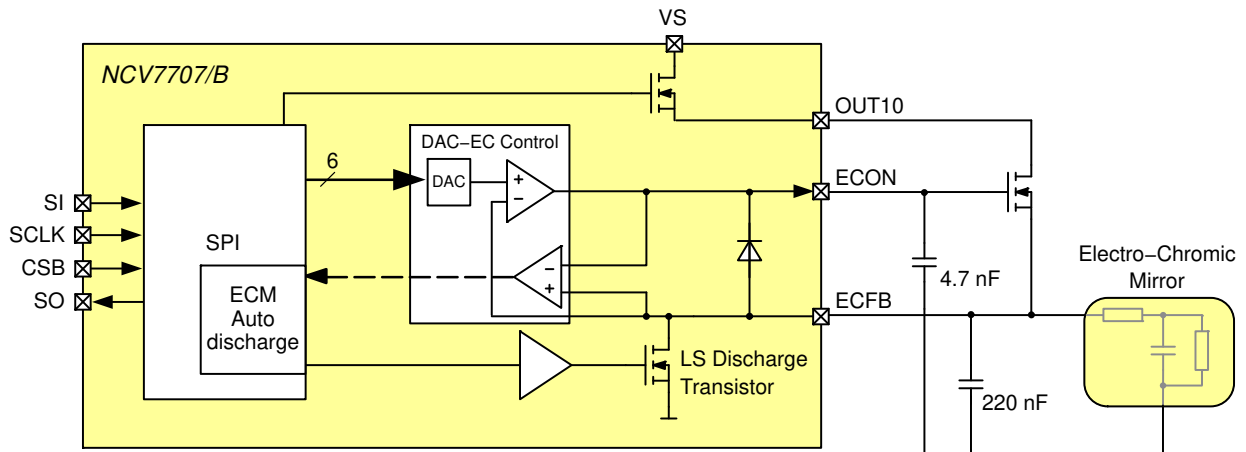 VS
NCV7707/B
OUT10
DAC−EC Control
6
DAC
+
−
ECON
SI
SCLK
SPI
CSB
SO
ECM
Auto
discharge
−
+
4.7 nF
Electro−Chromic
Mirror
ECFB
LS Discharge
Transistor
220 nF